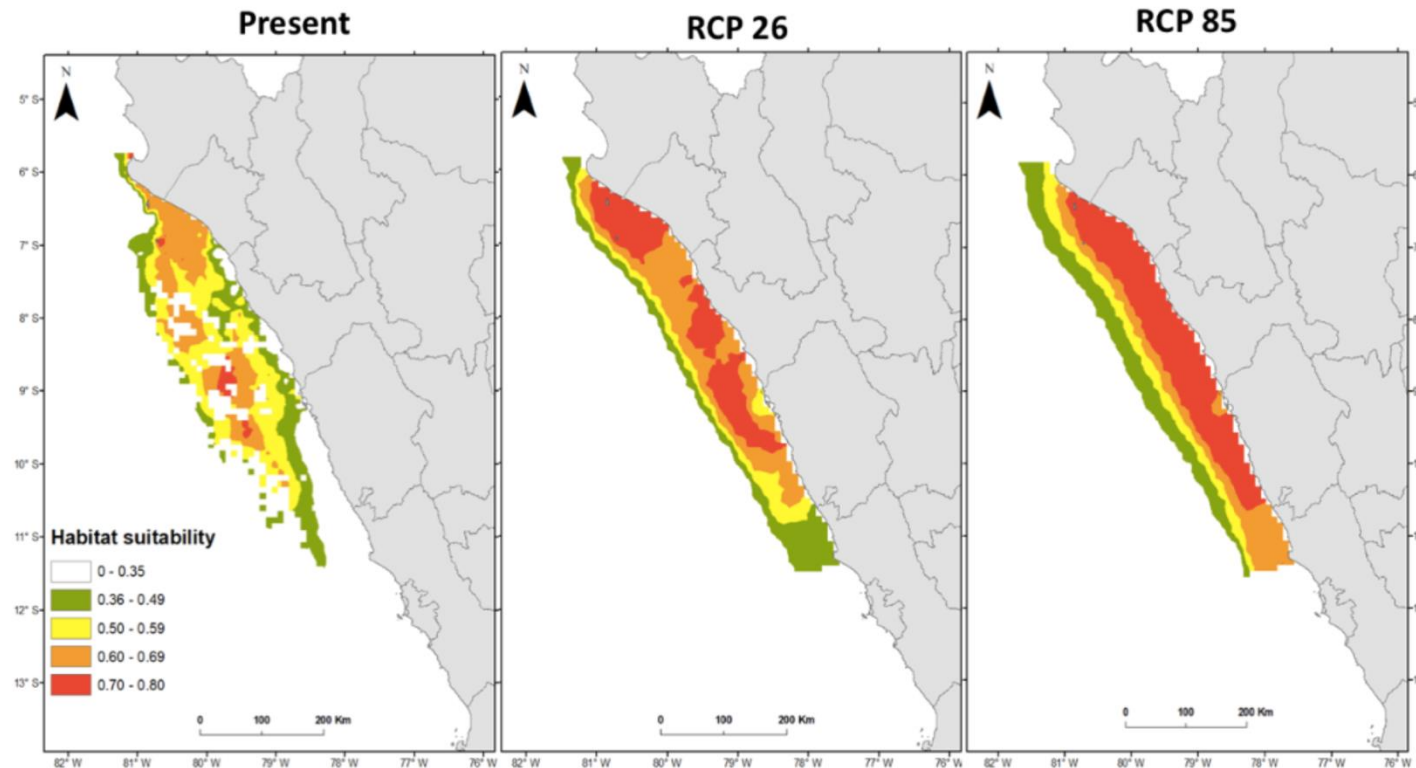 Present
RCP 26
RCP 85
N
N
N
5° S
6° S
7° S
8° S
9° S
10° S
11° S
12° S
13° S
Habitat suitability
0 - 0.35
0.36 - 0.49
0.50 - 0.59
0.60 - 0.69
0.70 - 0.80
0 100 200 Km
0 100 200 Km
0 100 200 Km
82° W 81° W 80° W 79° W 78° W 77° W 76° W
82° W 81° W 80° W 79° W 78° W 77° W 76° W
82° W 81° W 80° W 79° W 78° W 77° W 76° W